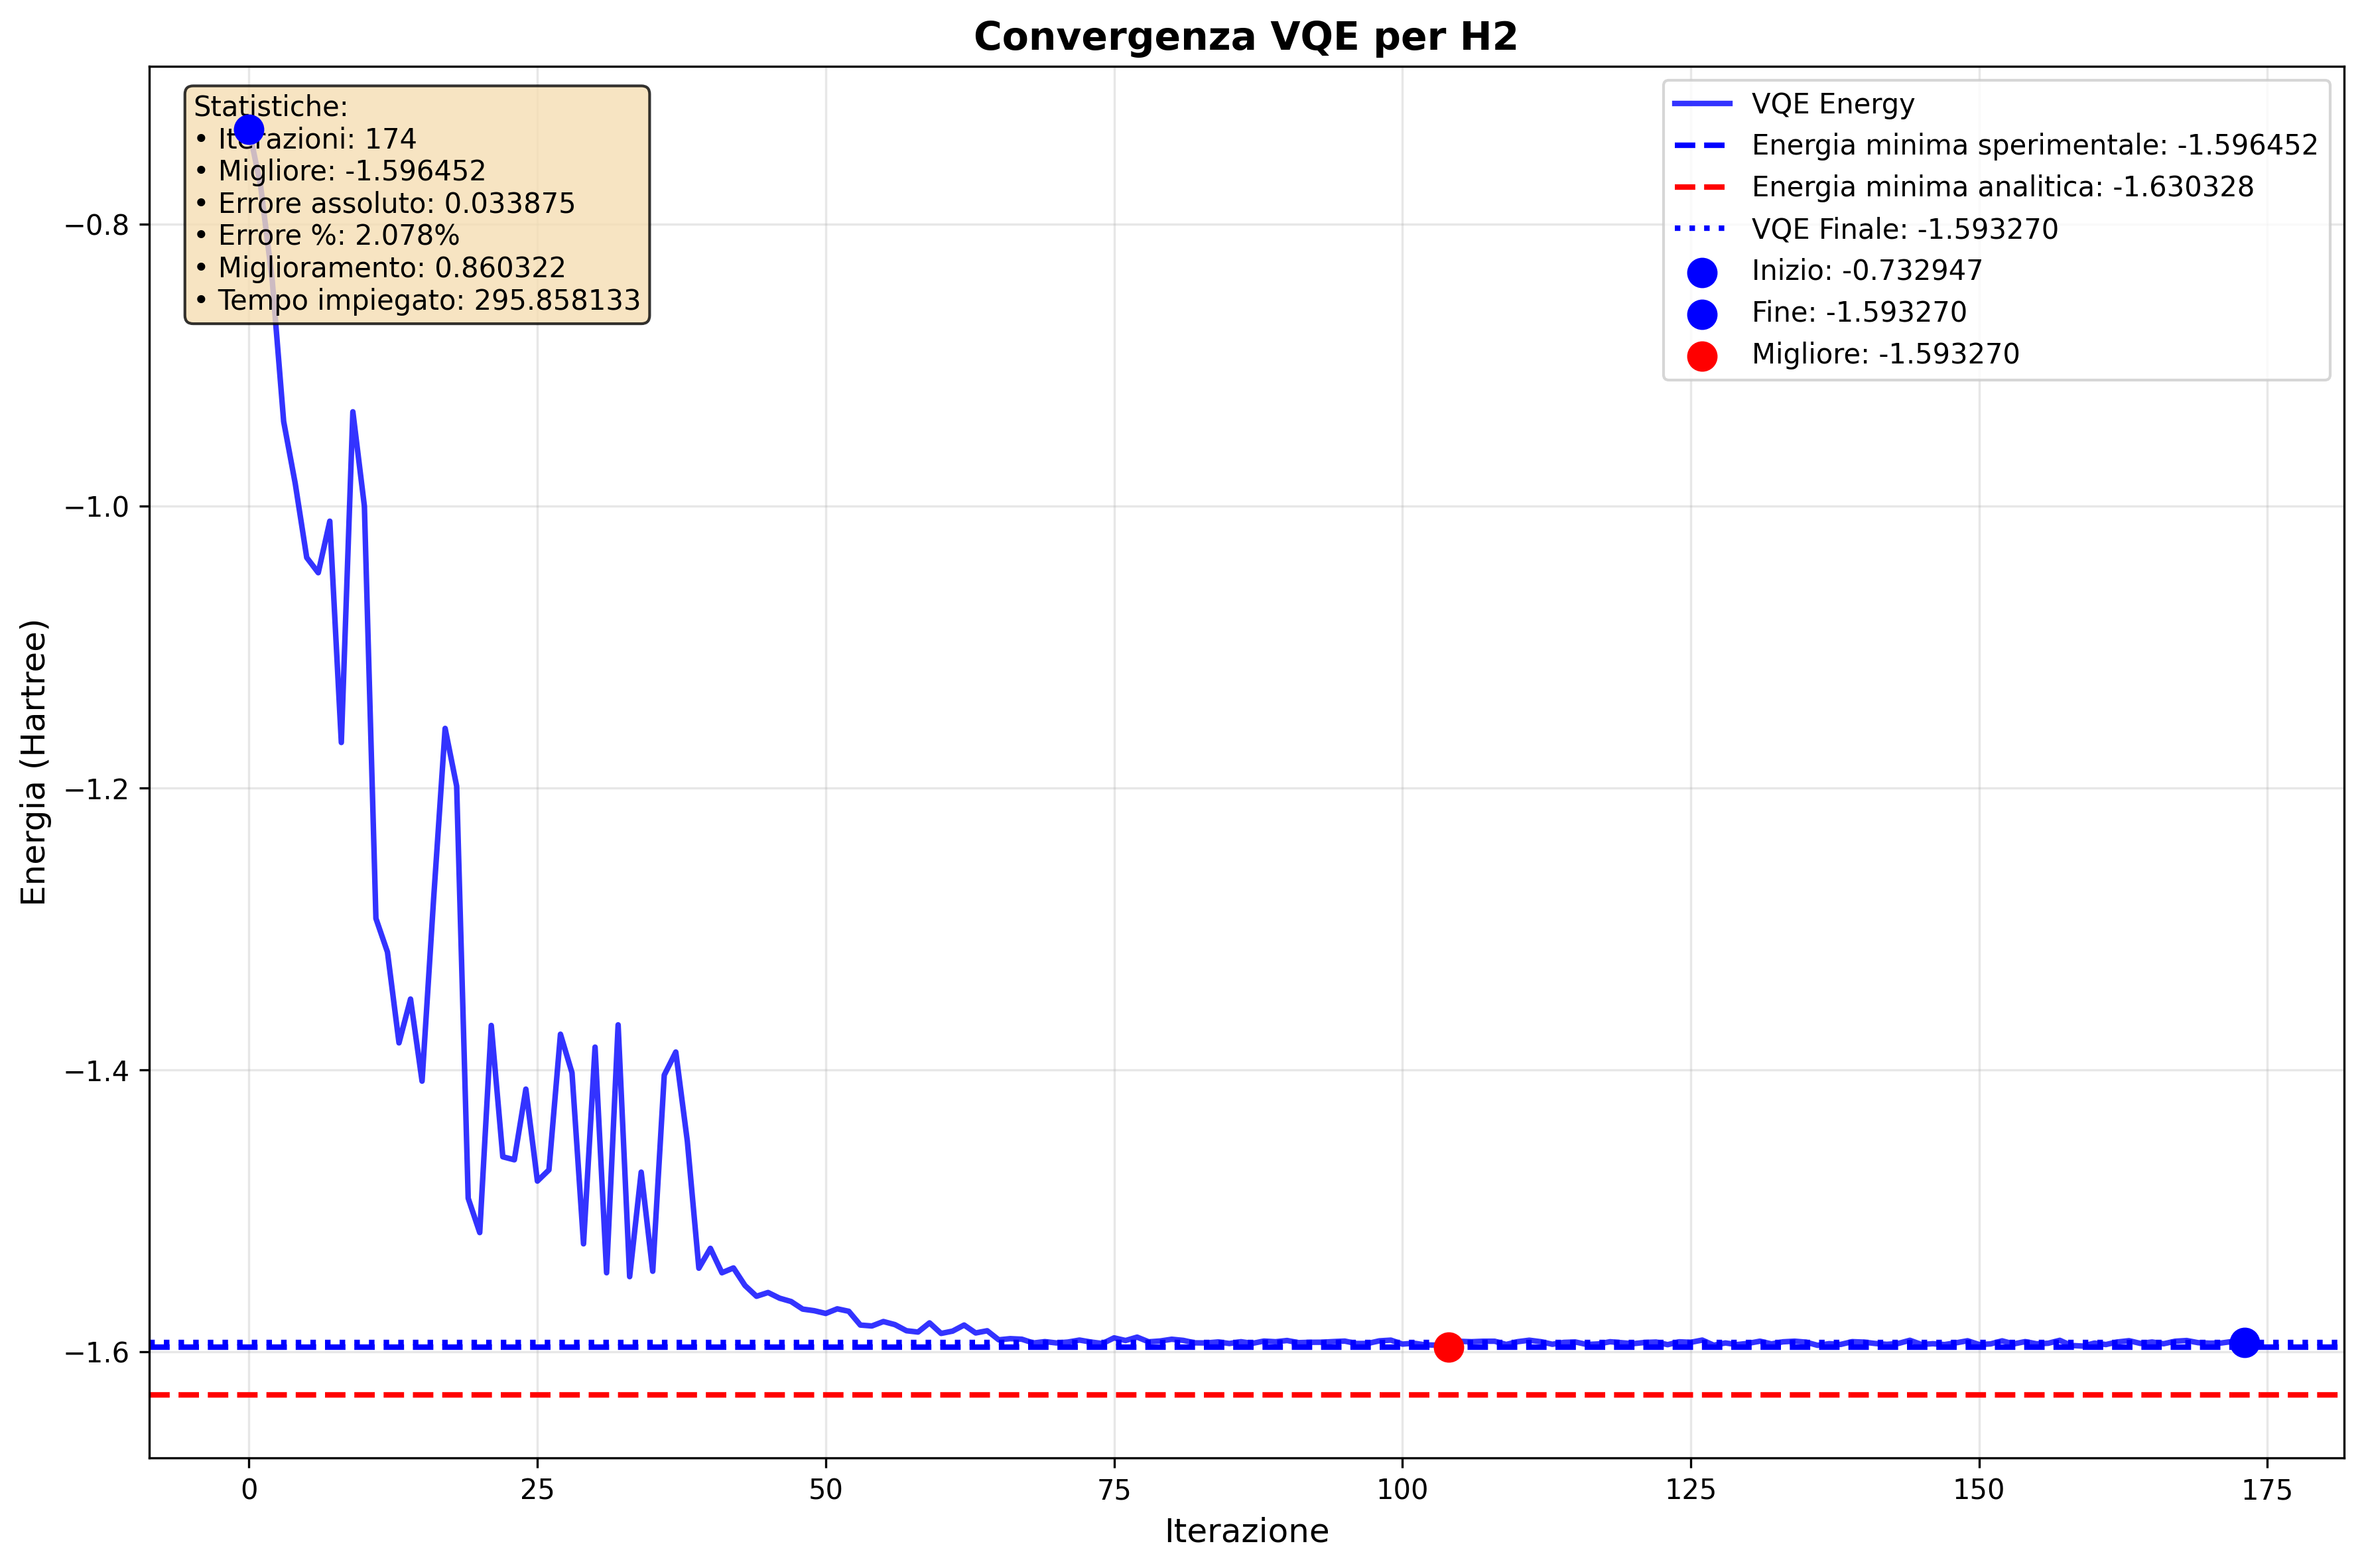 Convergenza VQE per H2
Statistiche:
• Iterazioni: 174
• Migliore: -1.596452
• Errore assoluto: 0.033875
• Errore %: 2.078%
• Miglioramento: 0.860322
• Tempo impiegato: 295.858133
VQE Energy
Energia minima sperimentale: -1.596452
Energia minima analitica: -1.630328
VQE Finale: -1.593270
Inizio: -0.732947
Fine: -1.593270
Migliore: -1.593270
Energia (Hartree)
−0.8
−1.0
−1.2
−1.4
−1.6
0 25 50 75 100 125 150 175
Iterazione